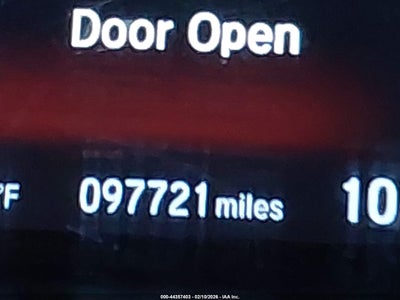 Door Open
°F 097721 miles 10
000-44357403 - 02/10/2026 - IAA Inc.